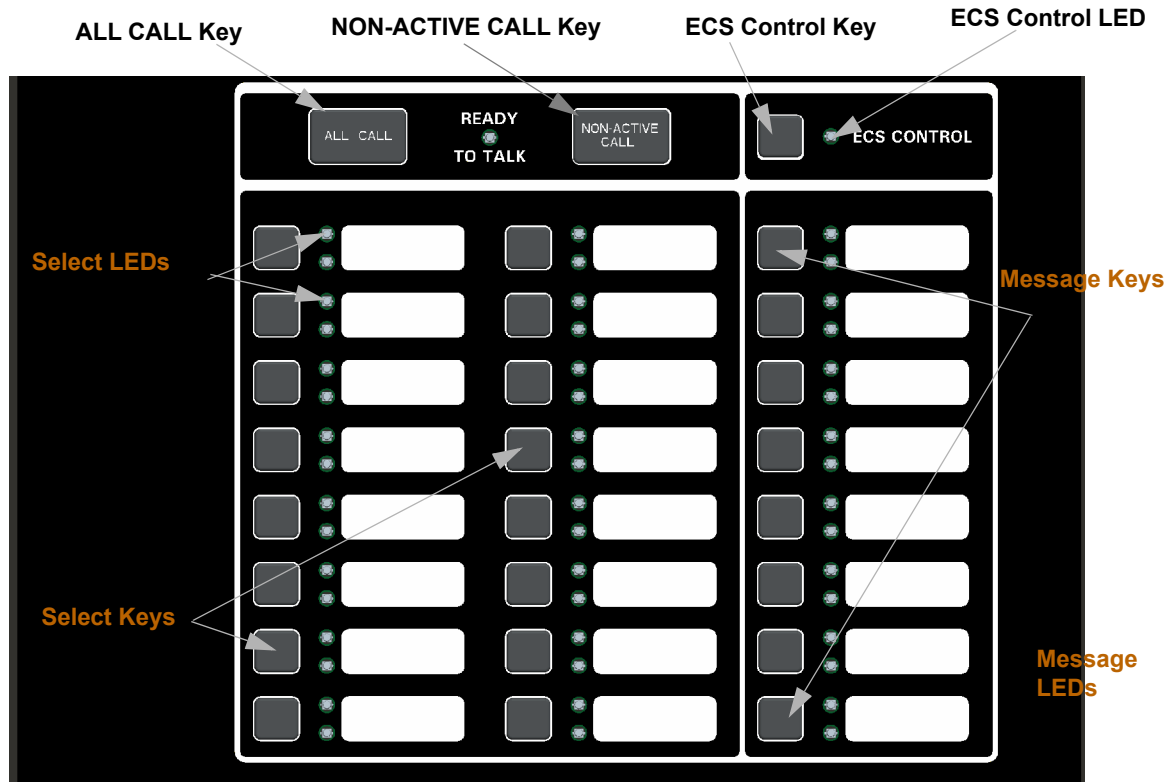 ALL CALL Key
NON-ACTIVE CALL Key
ECS Control Key
ECS Control LED
ALL CALL
READY
TO TALK
NON-ACTIVE
CALL
ECS CONTROL
Select LEDs
Message Keys
Select Keys
Message
LEDs